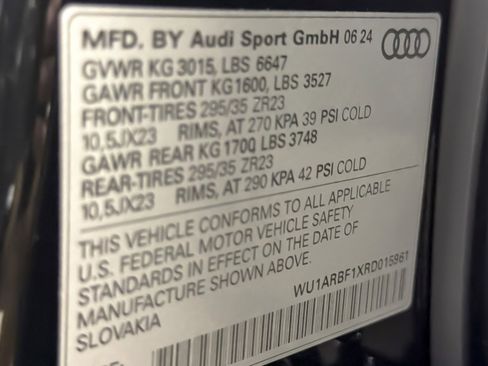 MFD. BY Audi Sport GmbH 06 24
GVWR KG 3015, LBS 6647
GAWR FRONT KG 1600, LBS 3527
FRONT-TIRES 295/35 ZR23
10,5JX23 RIMS, AT 270 KPA 39 PSI COLD
GAWR REAR KG 1700 LBS 3748
REAR-TIRES 295/35 ZR23
10,5JX23 RIMS, AT 290 KPA 42 PSI COLD
THIS VEHICLE CONFORMS TO ALL APPLICABLE
U.S. FEDERAL MOTOR VEHICLE SAFETY
STANDARDS IN EFFECT ON THE DATE OF
MANUFACTURE SHOWN ABOVE.
WU1ARBF1XRD015961
SLOVAKIA